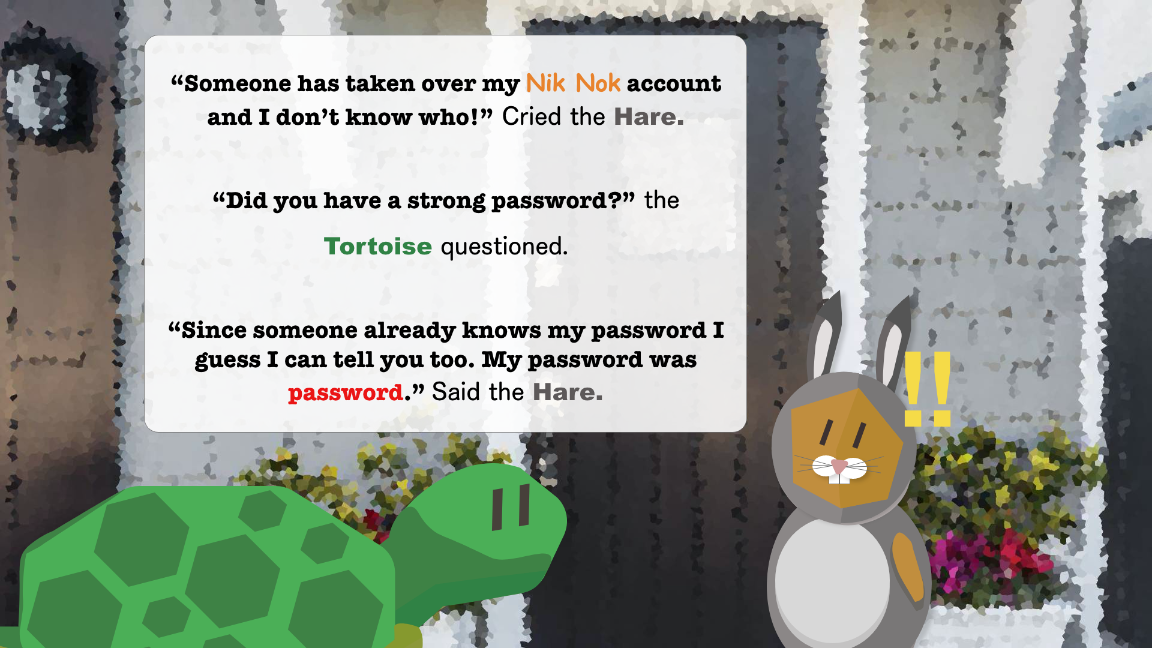 “Someone has taken over my Nik Nok account
and I don’t know who!” Cried the Hare.
“Did you have a strong password?” the
Tortoise questioned.
“Since someone already knows my password I
guess I can tell you too. My password was
password.” Said the Hare.
!!